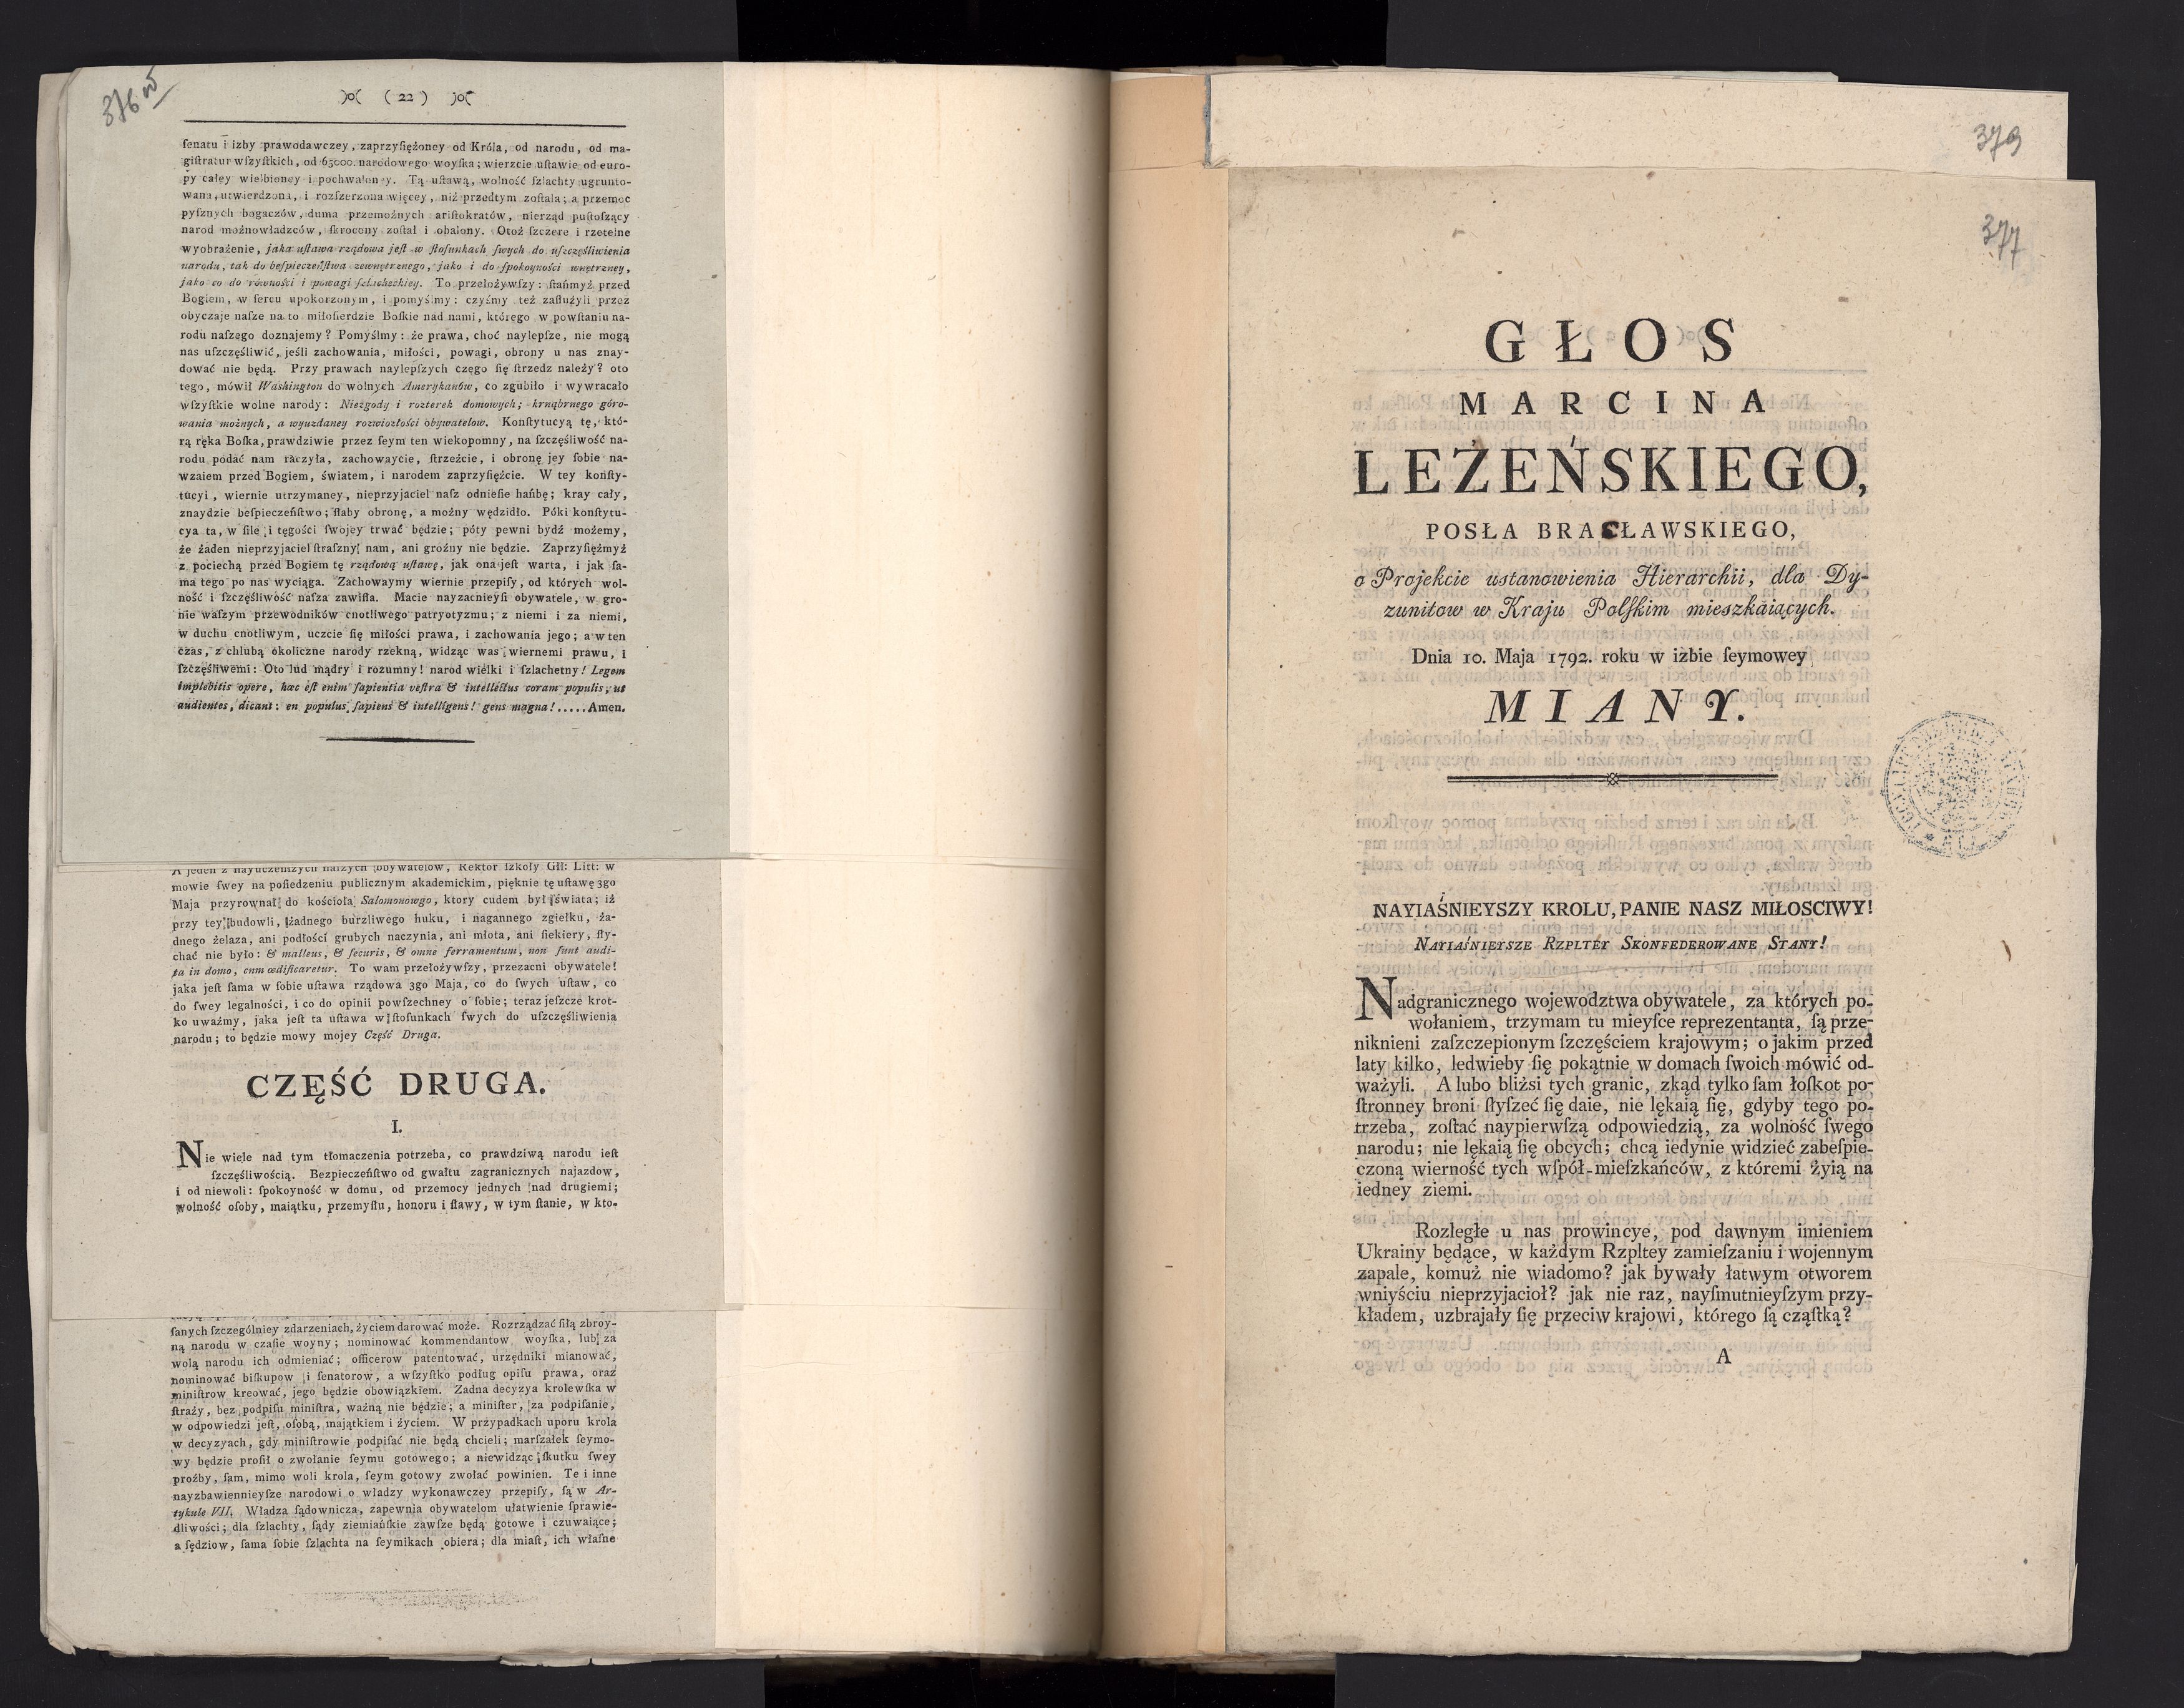 376 v
)o( ( 22 ) )o(
ſenatu i izby prawodawczey, zaprzyſiężoney od Króla, od narodu, od ma-
giſtratur wſzyſtkich, od 65000. narodowego woyſka; wierzcie uſtawie od euro-
py całey wielbioney i pochwaloney. Tą uſtawą, wolność ſzlachty ugrunto-
wana, utwierdzona, i rozſzerzona więcey, niż przedtym zoſtała; a przemoc
pyſznych bogaczów, duma przemożnych ariſtokratów, nierząd puſtoſzący
narod możnowładzców, ſkrocony zoſtał i obalony. Otoż ſzczere i rzetelne
wyobrażenie, jaka uſtawa rządowa jeſt w ſtoſunkach ſwych do uſzczęśliwienia
narodu, tak do beſpieczeńſtwa zewnętrznego, jako i do ſpokoyności wnętrzney,
jako co do równości i powagi ſzlacheckiey. To przełożywſzy: ſtańmyż przed
Bogiem, w ſercu upokorzonym, i pomyślmy: czyśmy też zaſłużyli przez
obyczaje naſze na to miłoſierdzie Boſkie nad nami, którego w powſtaniu na-
rodu naſzego doznajemy? Pomyślmy: że prawa, choć naylepſze, nie mogą
nas uſzczęśliwić, jeśli zachowania, miłości, powagi, obrony u nas znay-
dować nie będą. Przy prawach naylepſzych czego ſię ſtrzedz należy? oto
tego, mówił Washington do wolnych Amerykanów, co zgubiło i wywracało
wſzyſtkie wolne narody: Niezgody i rozterek domowych; krnąbrnego góro-
wania możnych, a wyuzdaney rozwiozłości obywatelow. Konſtytucyą tę, któ-
rą ręka Boſka, prawdziwie przez ſeym ten wiekopomny, na ſzczęśliwość na-
rodu podać nam raczyła, zachowaycie, ſtrzeżcie, i obronę jey ſobie na-
wzaiem przed Bogiem, światem, i narodem zaprzyſiężcie. W tey konſty-
tucyi, wiernie utrzymaney, nieprzyjaciel naſz odnieſie hańbę; kray cały,
znaydzie beſpieczeńſtwo; ſłaby obronę, a możny wędzidło. Póki konſtytu-
cya ta, w ſile i tęgości ſwojey trwać będzie; póty pewni bydź możemy,
że żaden nieprzyjaciel ſtraſzny nam, ani groźny nie będzie. Zaprzyſiężmyż
z pociechą przed Bogiem tę rządową uſtawę, jak ona jeſt warta, i jak ſa-
ma tego po nas wyciąga. Zachowaymy wiernie przepiſy, od których wol-
ność i ſzczęśliwość naſza zawiſła. Macie nayzacnieyſi obywatele, w gro-
nie waſzym przewodników cnotliwego patryotyzmu; z niemi i za niemi,
w duchu cnotliwym, uczcie ſię miłości prawa, i zachowania jego; a w ten
czas, z chlubą okoliczne narody rzekną, widząc was wiernemi prawu, i
ſzczęśliwemi: Oto lud mądry i rozumny! narod wielki i ſzlachetny! Legem
implebitis opere, hæc eſt enim ſapientia veſtra & intellectus coram populis, ut
audientes, dicant: en populus ſapiens & intelligens! gens magna!.....Amen.
A jeden z nayuczeńszych naſzych obywatelow, Rektor ſzkoły Gił: Litt: w
mowie ſwey na poſiedzeniu publicznym akademickim, pięknie tę uſtawę 3go
Maja przyrownał do kościoła Salomonowgo, ktory cudem był świata; iż
przy tey budowli, żadnego burzliwego huku, i nagannego zgiełku, ża-
dnego żelaza, ani podłości grubych naczynia, ani młota, ani ſiekiery, ſły-
chać nie było: & malleus, & ſecuris, & omne ferramentum, non ſunt audi-
ta in domo, cum œdificaretur. To wam przełożywſzy, przezacni obywatele!
jaka jeſt ſama w ſobie uſtawa rządowa 3go Maja, co do ſwych uſtaw, co
do ſwey legalności, i co do opinii powſzechney o ſobie; teraz jeſzcze krot-
ko uważmy, jaka jeſt ta uſtawa w ſtoſunkach ſwych do uſzczęśliwienia
narodu; to będzie mowy mojey Część Druga.
CZĘŚĆ DRUGA.
I.
Nie wiele nad tym tłomaczenia potrzeba, co prawdziwą narodu ieſt
ſzczęśliwością. Bezpieczeńſtwo od gwałtu zagranicznych najazdow,
i od niewoli: ſpokoyność w domu, od przemocy jednych nad drugiemi;
wolność oſoby, maiątku, przemyſłu, honoru i ſławy, w tym ſtanie, w kto-
ſanych ſzczególniey zdarzeniach, życiem darować może. Rozrządzać ſiłą zbroy-
ną narodu w czaſie woyny; nominować kommendantow woyſka, lub za
wolą narodu ich odmieniać; officerow patentować, urzędniki mianować,
nominować biſkupow i ſenatorow, a wſzyſtko podług opiſu prawa, oraz
miniſtrow kreować, jego będzie obowiązkiem. Zadna decyzya krolewſka w
ſtraży, bez podpiſu miniſtra, ważną nie będzie; a miniſter, za podpiſanie,
w odpowiedzi jeſt, oſobą, majątkiem i życiem. W przypadkach uporu krola
w decyzyach, gdy miniſtrowie podpiſać nie będą chcieli; marſzałek ſeymo-
wy będzie proſił o zwołanie ſeymu gotowego; a niewidząc ſkutku ſwey
proźby, ſam, mimo woli krola, ſeym gotowy zwołać powinien. Te i inne
nayzbawiennieyſze narodowi o władzy wykonawczey przepiſy, ſą w Ar-
tykule VII. Władza ſądownicza, zapewnia obywatelom ułatwienie ſprawie-
dliwości; dla ſzlachty, ſądy ziemiańſkie zawſze będą gotowe i czuwaiące;
a ſędziow, ſama ſobie ſzlachta na ſeymikach obiera; dla miaſt, ich właſne
379
377
GŁOS
MARCINA
LEŻEŃSKIEGO,
POSŁA BRACŁAWSKIEGO,
o Projekcie ustanowienia Hierarchii, dla Dy-
zunitow w Kraju Polſkim mieszkaiących.
Dnia 10. Maja 1792. roku w izbie ſeymowey
MIANY.
NAYIAŚNIEYSZY KROLU, PANIE NASZ MIŁOSCIWY!
NAYIAŚNIEYSZE RZPLTEY SKONFEDEROWANE STANY!
Nadgranicznego wojewodztwa obywatele, za których po-
wołaniem, trzymam tu mieyſce reprezentanta, ſą prze-
niknieni zaſzczepionym ſzczęściem krajowym; o jakim przed
laty kilko, ledwieby ſię pokątnie w domach ſwoich mówić od-
ważyli. A lubo bliżsi tych granic, zkąd tylko ſam łoſkot po-
ſtronney broni ſłyſzeć ſię daie, nie lękaią ſię, gdyby tego po-
trzeba, zoſtać naypierwſzą odpowiedzią, za wolność ſwego
narodu; nie lękaią ſię obcych; chcą iedynie widzieć zabeſpie-
czoną wierność tych wſpół-mieſzkańców, z któremi żyią na
iedney ziemi.
Rozległe u nas prowincye, pod dawnym imieniem
Ukrainy będące, w każdym Rzpltey zamieſzaniu i wojennym
zapale, komuż nie wiadomo? jak bywały łatwym otworem
wniyściu nieprzyjacioł? jak nie raz, nayſmutnieyſzym przy-
kładem, uzbrajały ſię przeciw krajowi, którego ſą cząſtką?
A